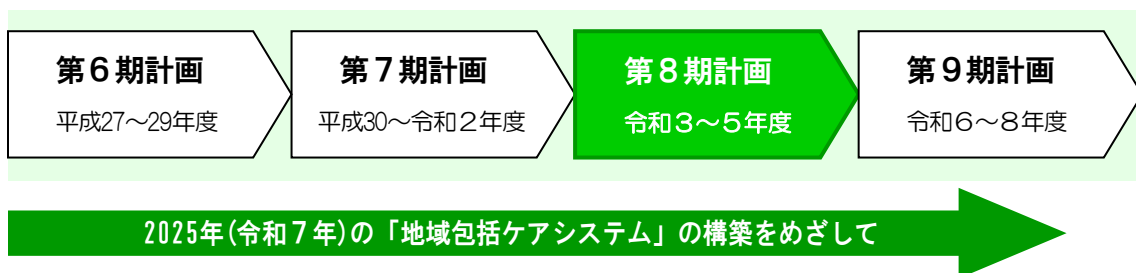 第６期計画
平成27～29年度
第７期計画
平成30～令和２年度
第８期計画
令和３～５年度
第９期計画
令和６～８年度
2025年(令和７年)の「地域包括ケアシステム」の構築をめざして